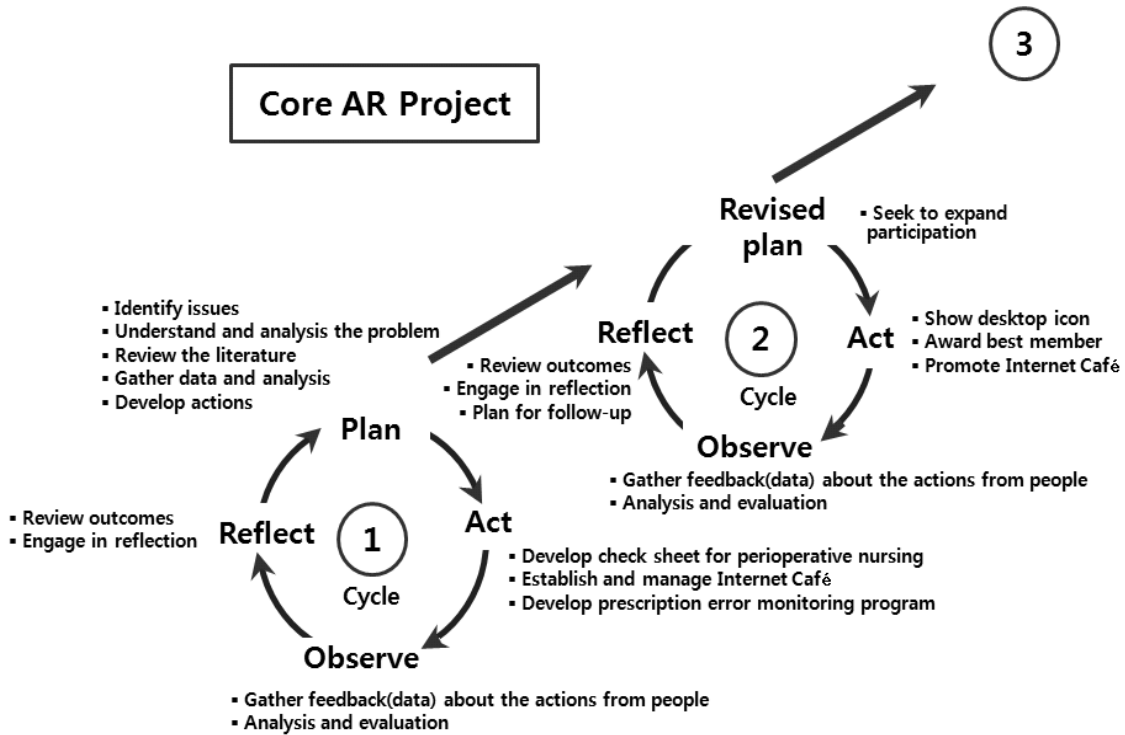 3
Core AR Project
Revised
plan
▪ Seek to expand
participation
▪ Identify issues
▪ Understand and analysis the problem
▪ Review the literature
▪ Gather data and analysis
▪ Develop actions
Reflect
2
Cycle
Act
▪ Show desktop icon
▪ Award best member
▪ Promote Internet Café
▪ Review outcomes
▪ Engage in reflection
▪ Plan for follow-up
Plan
Observe
▪ Gather feedback(data) about the actions from people
▪ Analysis and evaluation
▪ Review outcomes
▪ Engage in reflection
Reflect
1
Cycle
Act
▪ Develop check sheet for perioperative nursing
▪ Establish and manage Internet Café
▪ Develop prescription error monitoring program
Observe
▪ Gather feedback(data) about the actions from people
▪ Analysis and evaluation